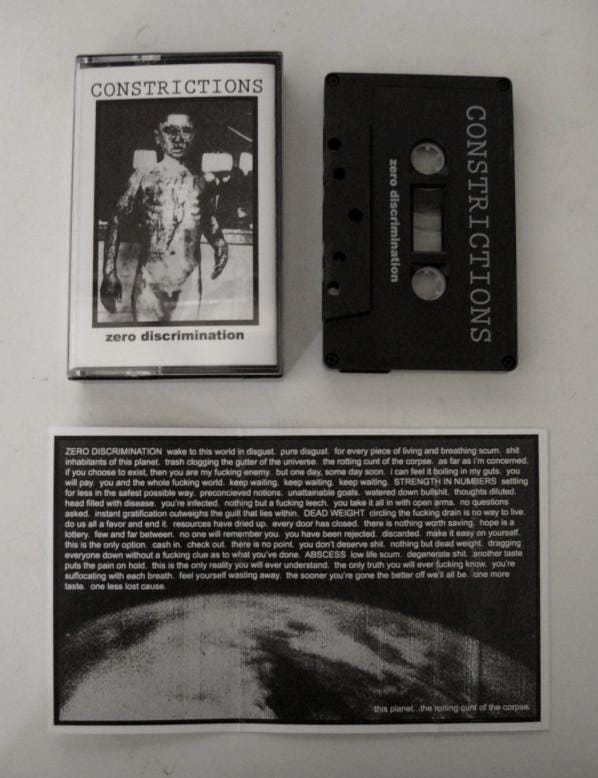 CONSTRICTIONS
zero discrimination
CONSTRICTIONS
zero discrimination
ZERO DISCRIMINATION wake to this world in disgust. pure disgust. for every piece of living and breathing scum. shit
inhabitants of this planet. trash clogging the gutter of the universe. the rotting cunt of the corpse. as far as i'm concerned.
if you choose to exist, then you are my fucking enemy. but one day, some day soon. i can feel it boiling in my guts. you
will pay. you and the whole fucking world. keep waiting. keep waiting. keep waiting. STRENGTH IN NUMBERS settling
for less in the safest possible way. preconcieved notions. unattainable goals. watered down bullshit. thoughts diluted.
head filled with disease. you're infected. nothing but a fucking leech. you take it all in with open arms. no questions
asked. instant gratification outweighs the guilt that lies within. DEAD WEIGHT circling the fucking drain is no way to live.
do us all a favor and end it. resources have dried up. every door has closed. there is nothing worth saving. hope is a
lottery. few and far between. no one will remember you. you have been rejected. discarded. make it easy on yourself.
this is the only option. cash in. check out. there is no point. you don't deserve shit. nothing but dead weight. dragging
everyone down without a fucking clue as to what you've done. ABSCESS low life scum. degenerate shit. another taste
puts the pain on hold. this is the only reality you will ever understand. the only truth you will ever fucking know. you're
suffocating with each breath. feel yourself wasting away. the sooner you're gone the better off we'll all be. one more
taste. one less lost cause.
this planet...the rotting cunt of the corpse.